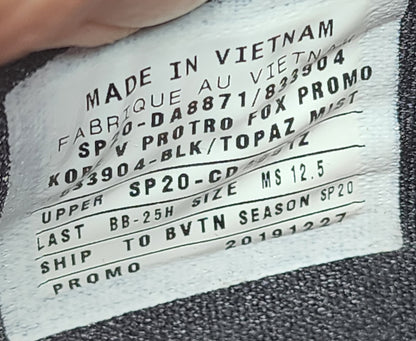 MADE IN VIETNAM
FABRIQUE AU VIETNAM
SP20-DA8871/833904
KOBE V PROTRO FOX PROMO
833904-BLK/TOPAZ MIST
UPPER SP20-CD
LAST BB-25H SIZE MS 12.5
SHIP TO BVTN SEASON SP20
PROMO 20191227